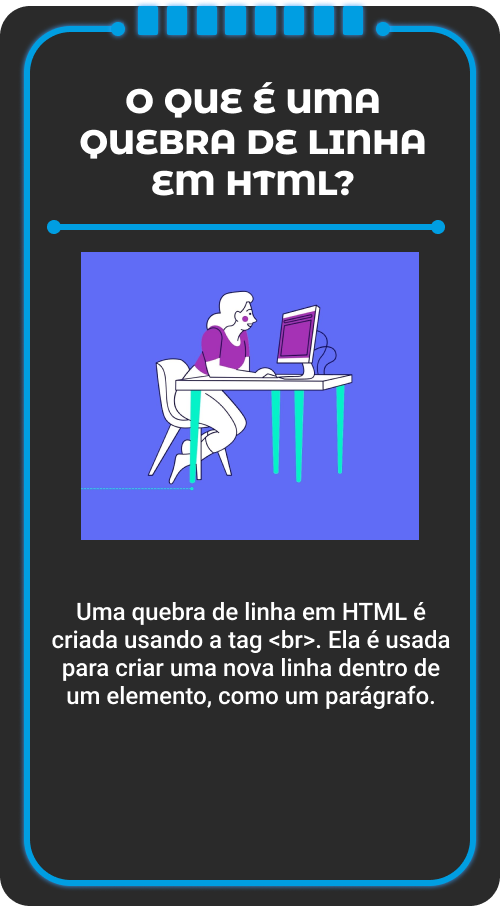 O QUE É UMA
QUEBRA DE LINHA
EM HTML?
Uma quebra de linha em HTML é
criada usando a tag <br>. Ela é usada
para criar uma nova linha dentro de
um elemento, como um parágrafo.